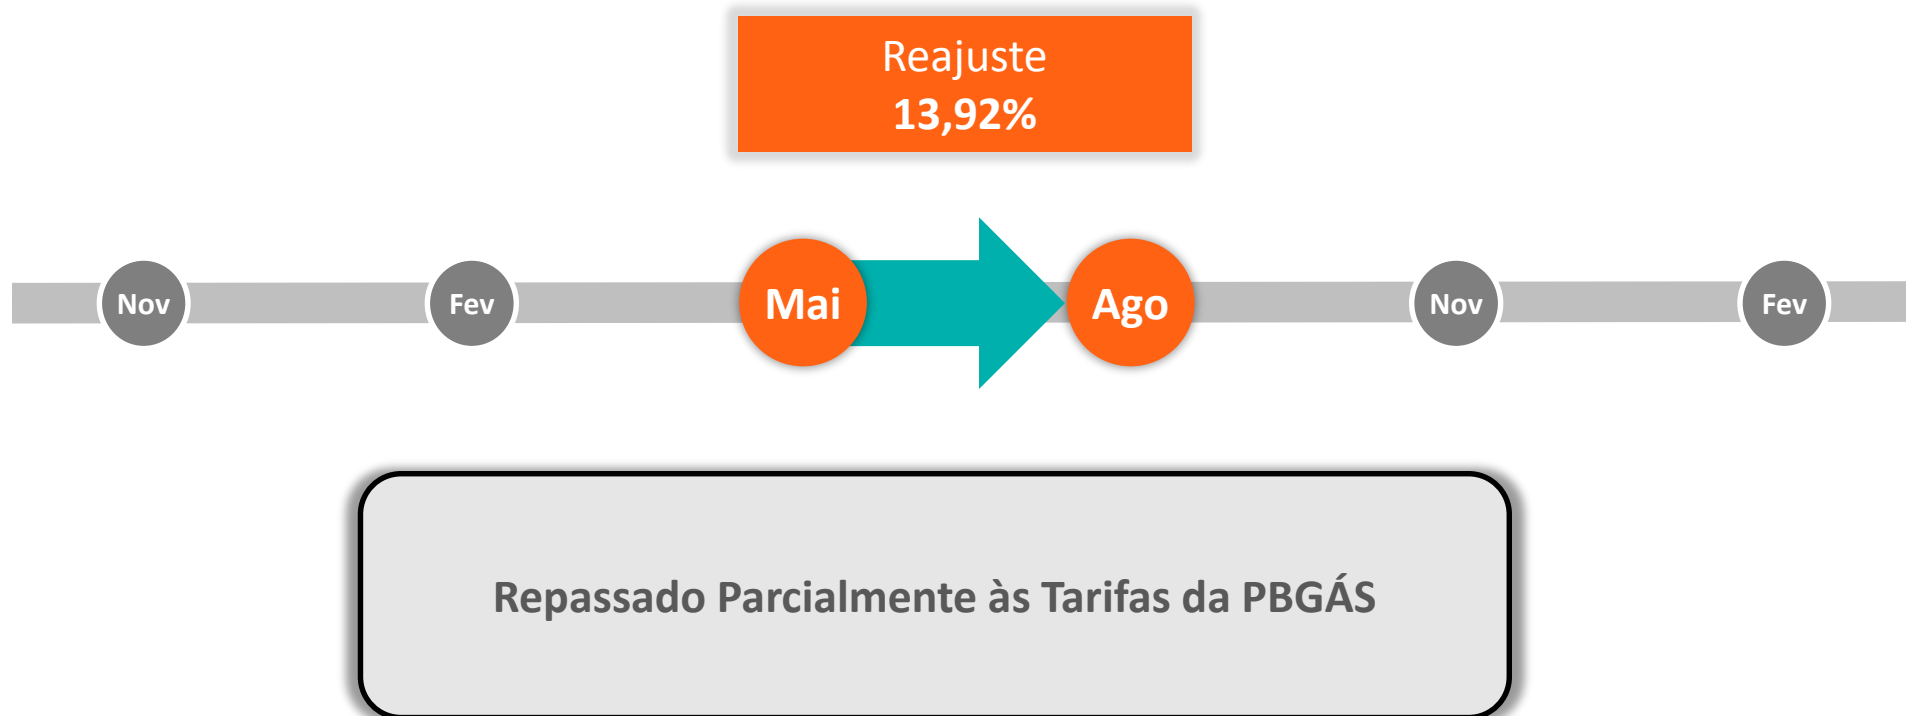 Reajuste
13,92%
Nov
Fev
Mai
Ago
Nov
Fev
Repassado Parcialmente às Tarifas da PBGÁS